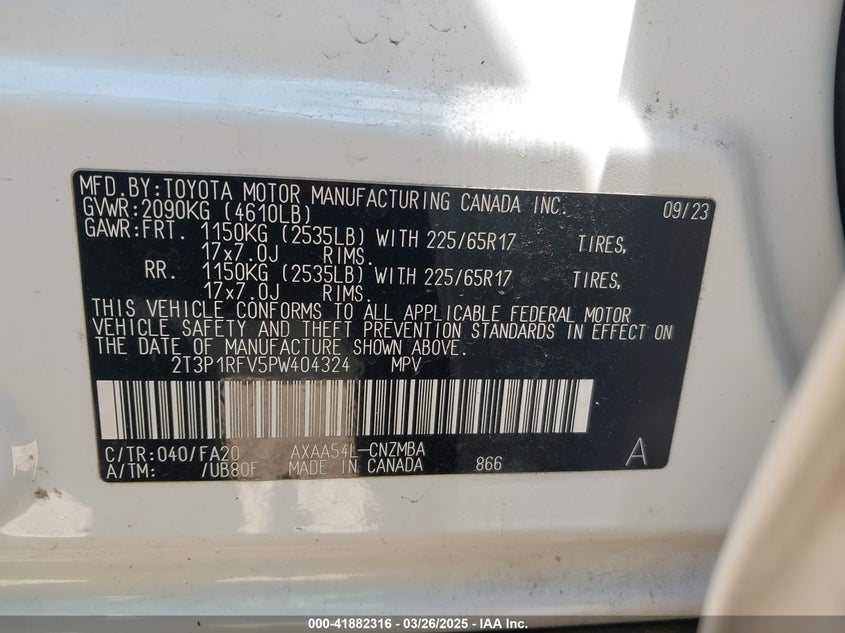 MFD.BY:TOYOTA MOTOR MANUFACTURING CANADA INC. 09/23
GVWR:2090KG (4610LB)
GAWR:FRT. 1150KG (2535LB) WITH 225/65R17 TIRES,
17x7.0J RIMS.
RR. 1150KG (2535LB) WITH 225/65R17 TIRES,
17x7.0J RIMS.
THIS VEHICLE CONFORMS TO ALL APPLICABLE FEDERAL MOTOR
VEHICLE SAFETY AND THEFT PREVENTION STANDARDS IN EFFECT ON
THE DATE OF MANUFACTURE SHOWN ABOVE.
2T3P1RFV5PW404324 MPV
C/TR:040/FA20 AXAA54L-CNZMBA
A/TM: /UB80F MADE IN CANADA 866 A
000-41882316 - 03/26/2025 - IAA Inc.